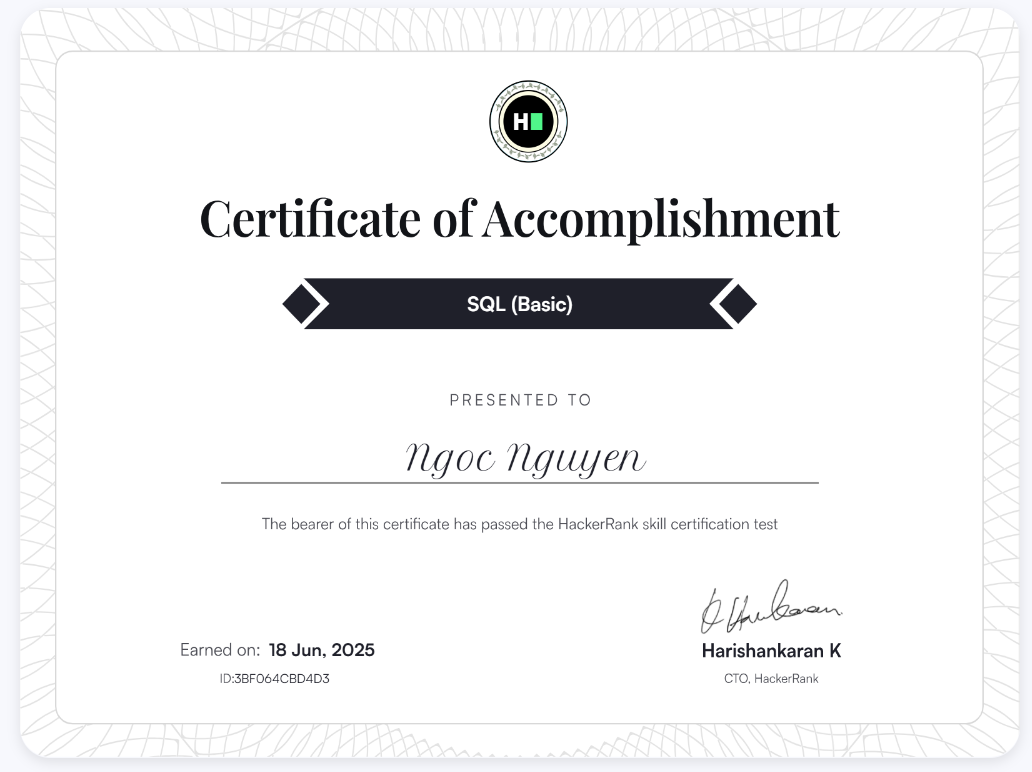 H
Certificate of Accomplishment
SQL (Basic)
PRESENTED TO
Ngoc Nguyen
The bearer of this certificate has passed the HackerRank skill certification test
Earned on: 18 Jun, 2025
ID:3BF064CBD4D3
Harishankaran K
CTO, HackerRank